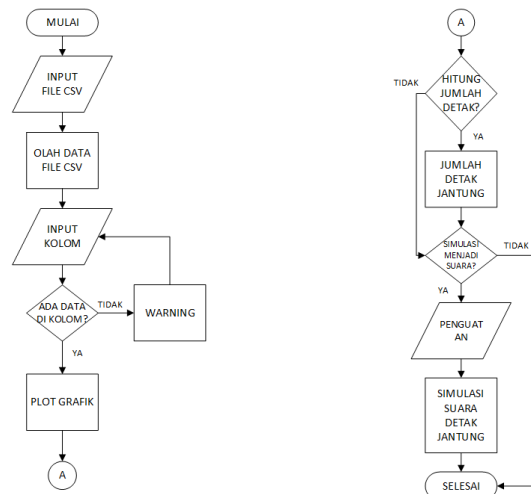 MULAI
INPUT
FILE CSV
OLAH DATA
FILE CSV
INPUT
KOLOM
ADA DATA
DI KOLOM?
TIDAK
WARNING
YA
PLOT GRAFIK
A
A
HITUNG
JUMLAH
DETAK?
TIDAK
YA
JUMLAH
DETAK
JANTUNG
SIMULASI
MENJADI
SUARA?
TIDAK
YA
PENGUAT
AN
SIMULASI
SUARA
DETAK
JANTUNG
SELESAI